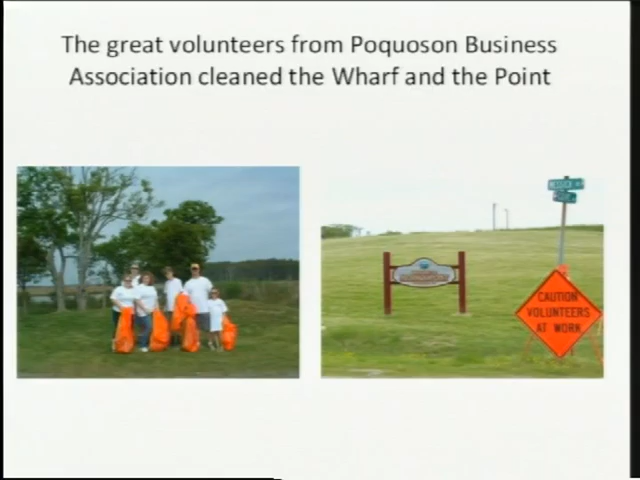 The great volunteers from Poquoson Business
Association cleaned the Wharf and the Point
CAUTION
VOLUNTEERS
AT WORK